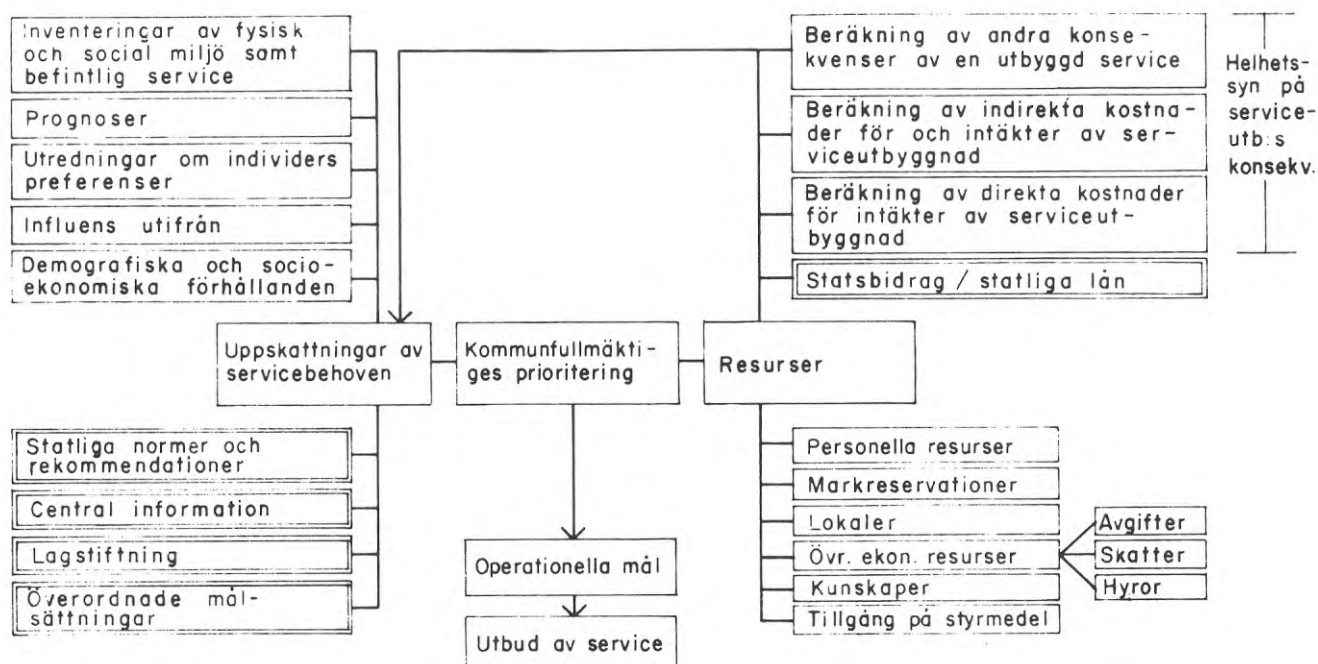 Inventeringar av fysisk
och social miljö samt
befintlig service
Prognoser
Utredningar om individers
preferenser
Influens utifrån
Demografiska och socio-
ekonomiska förhållanden
Beräkning av andra konse-
kvenser av en utbyggd service
Beräkning av indirekta kostna-
der för och intäkter av ser-
viceutbyggnad
Beräkning av direkta kostnader
för intäkter av serviceut-
byggnad
Statsbidrag / statliga lån
Helhets-
syn på
service-
utb:s
konsekv.
Uppskattningar av
servicebehoven
Kommunfullmäkti-
ges prioritering
Resurser
Statliga normer och
rekommendationer
Central information
Lagstiftning
Överordnade mål-
sättningar
Operationella mål
Utbud av service
Personella resurser
Markreservationer
Lokaler
Övr. ekon. resurser
Kunskaper
Tillgång på styrmedel
Avgifter
Skatter
Hyror